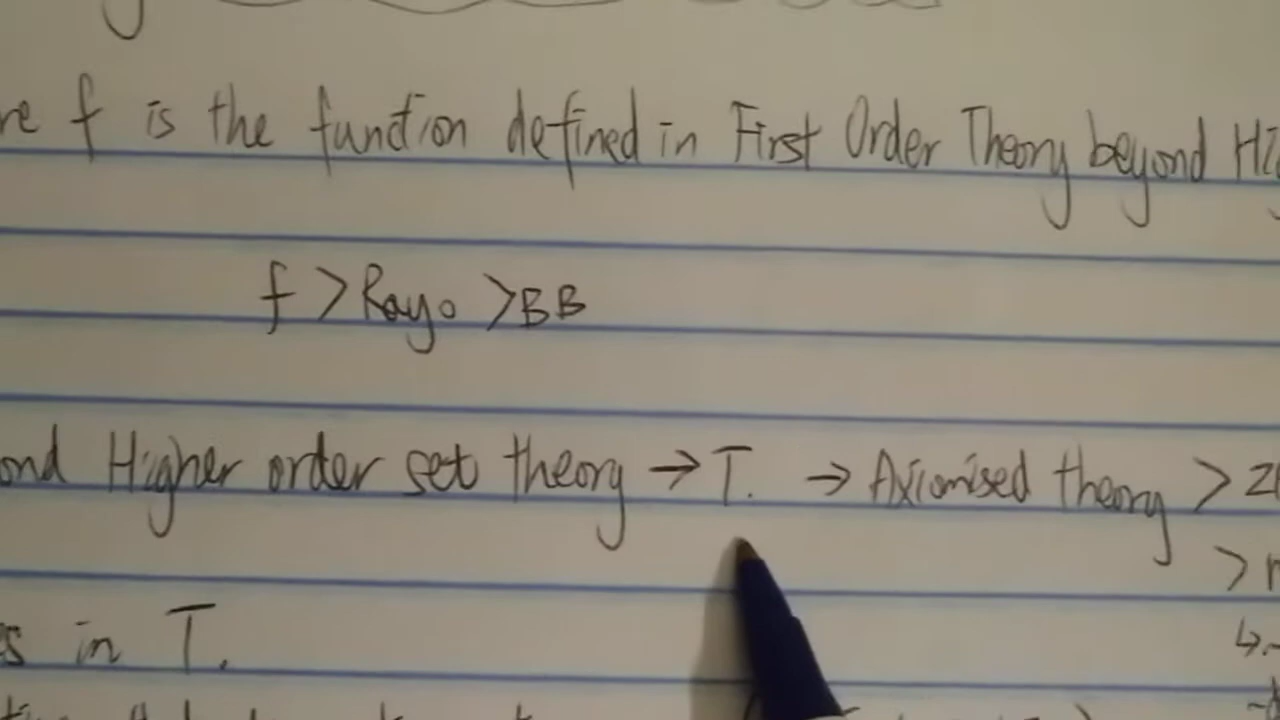 re f is the function defined in First Order Theory beyond Hi
f > Rayo > BB
ond Higher order set theory → T. → Axiomised theory > Z
>
s in T.